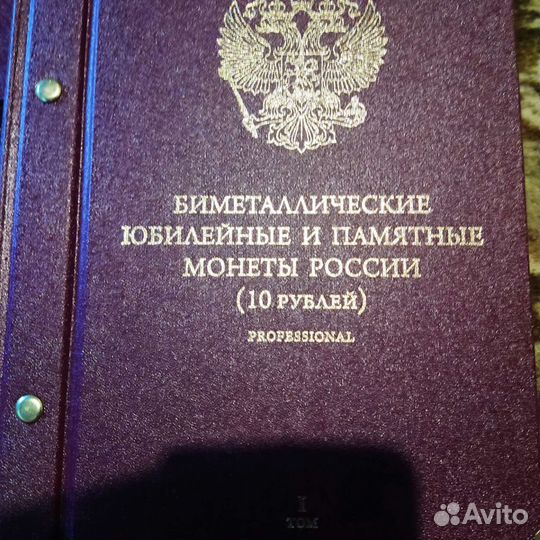 БИМЕТАЛЛИЧЕСКИЕ
ЮБИЛЕЙНЫЕ И ПАМЯТНЫЕ
МОНЕТЫ РОССИИ
(10 РУБЛЕЙ)
PROFESSIONAL
I
ТОМ
Avito